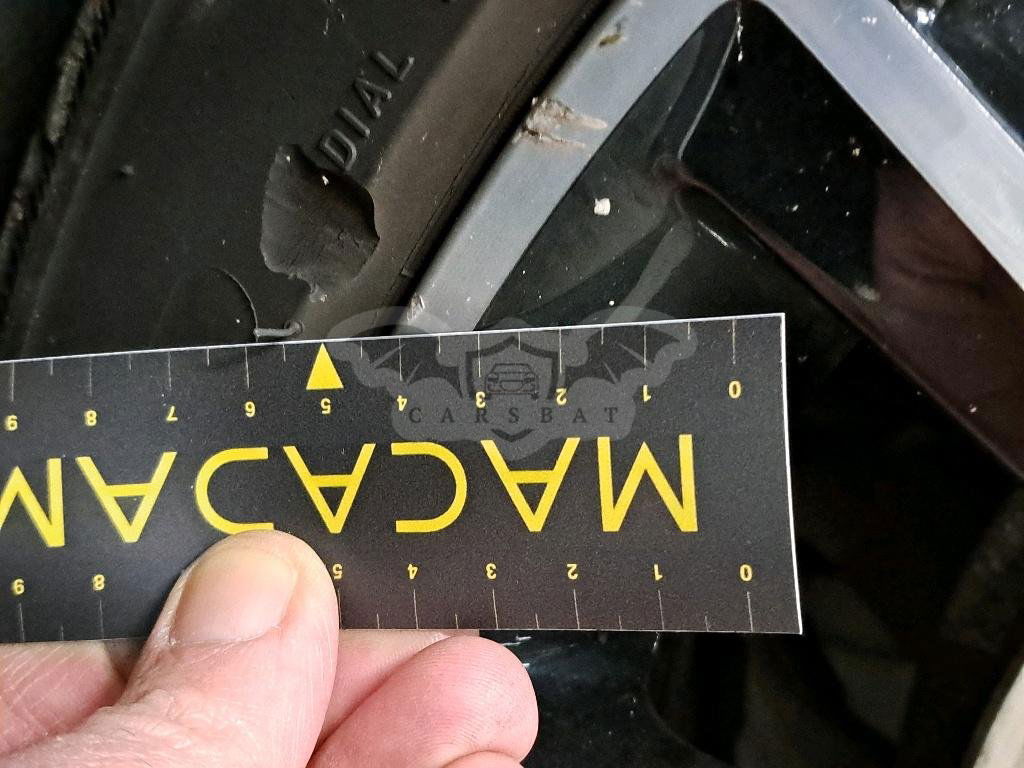 DIAL
0 1 2 3 4 5 8 9
MACADAM
0 1 2 3 4 5 6 7 8 9
CARSBAT